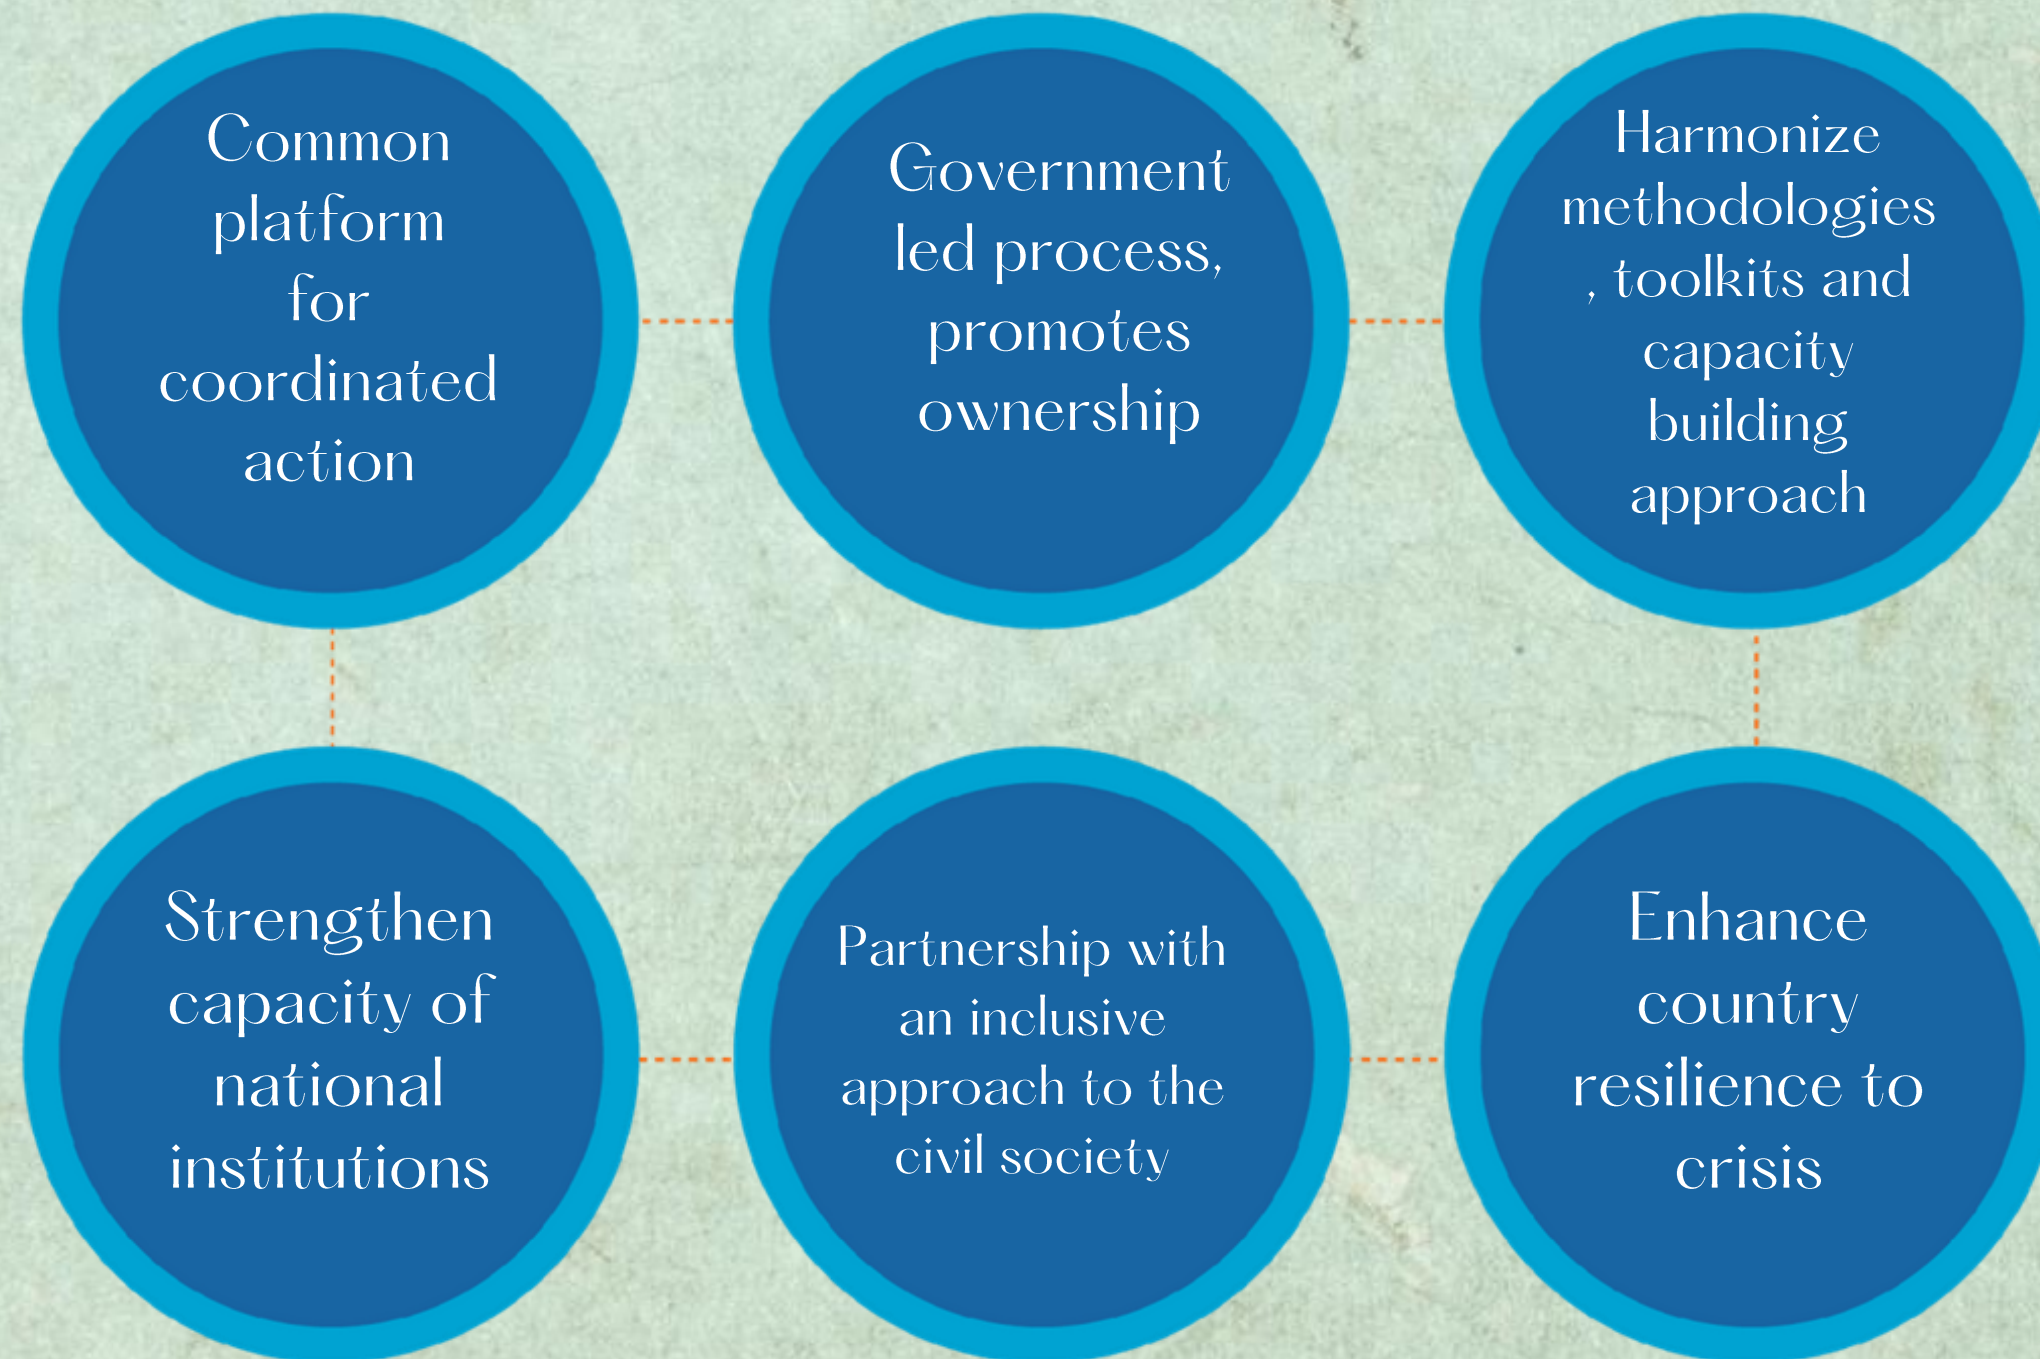 Common
platform
for
coordinated
action
Government
led process,
promotes
ownership
Harmonize
methodologies
, toolkits and
capacity
building
approach
Strengthen
capacity of
national
institutions
Partnership with
an inclusive
approach to the
civil society
Enhance
country
resilience to
crisis